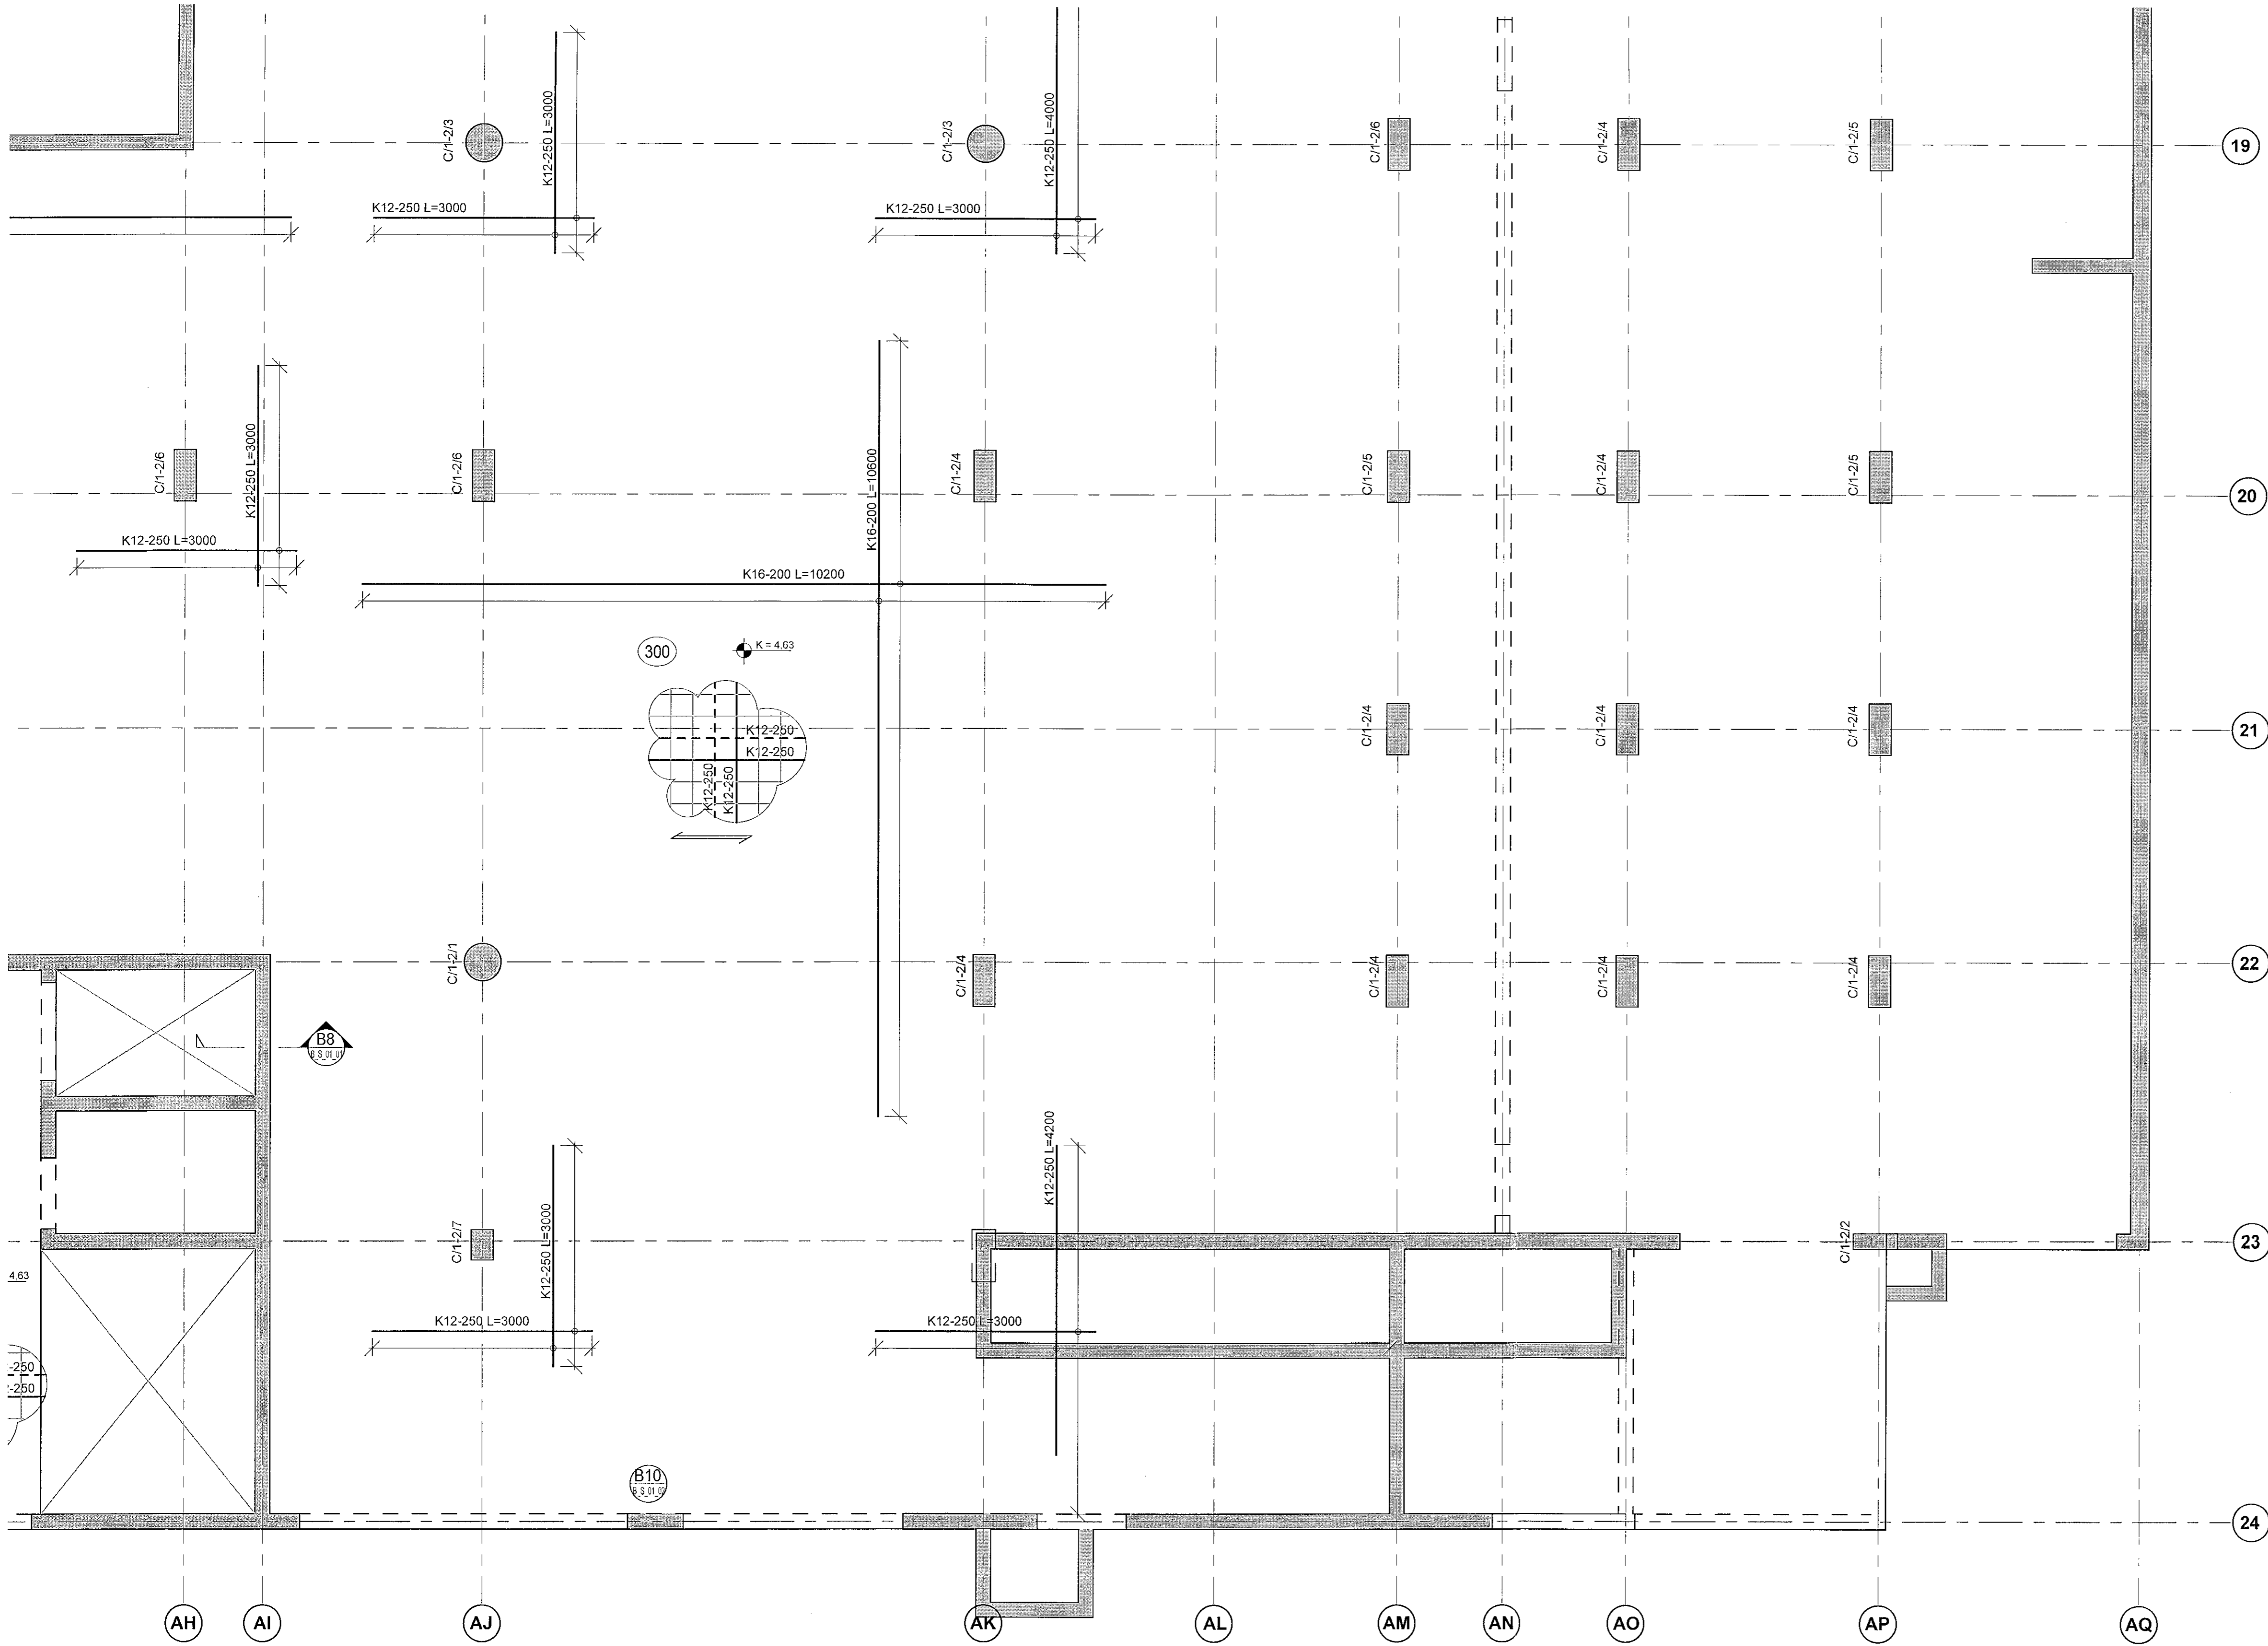 C/1-2/3
K12-250 L=3000
C/1-2/3
K12-250 L=4000
C/1-2/6
C/1-2/4
C/1-2/5
19
K12-250 L=3000
K12-250 L=3000
C/1-2/6
K12-250 L=3000
C/1-2/6
K16-200 L=10600
C/1-2/4
C/1-2/5
C/1-2/4
C/1-2/5
20
K12-250 L=3000
K16-200 L=10200
300
K = 4,63
C/1-2/4
C/1-2/4
C/1-2/4
21
K12-250
K12-250
K12-250
K12-250
C/1-2/1
C/1-2/4
C/1-2/4
C/1-2/4
C/1-2/4
22
B8
B_S_01_01
K12-250 L=4200
C/1-2/7
K12-250 L=3000
C/1-2/2
23
4,63
K12-250 L=3000
K12-250 L=3000
-250
2-250
B10
B_S_01_02
24
AH
AI
AJ
AK
AL
AM
AN
AO
AP
AQ